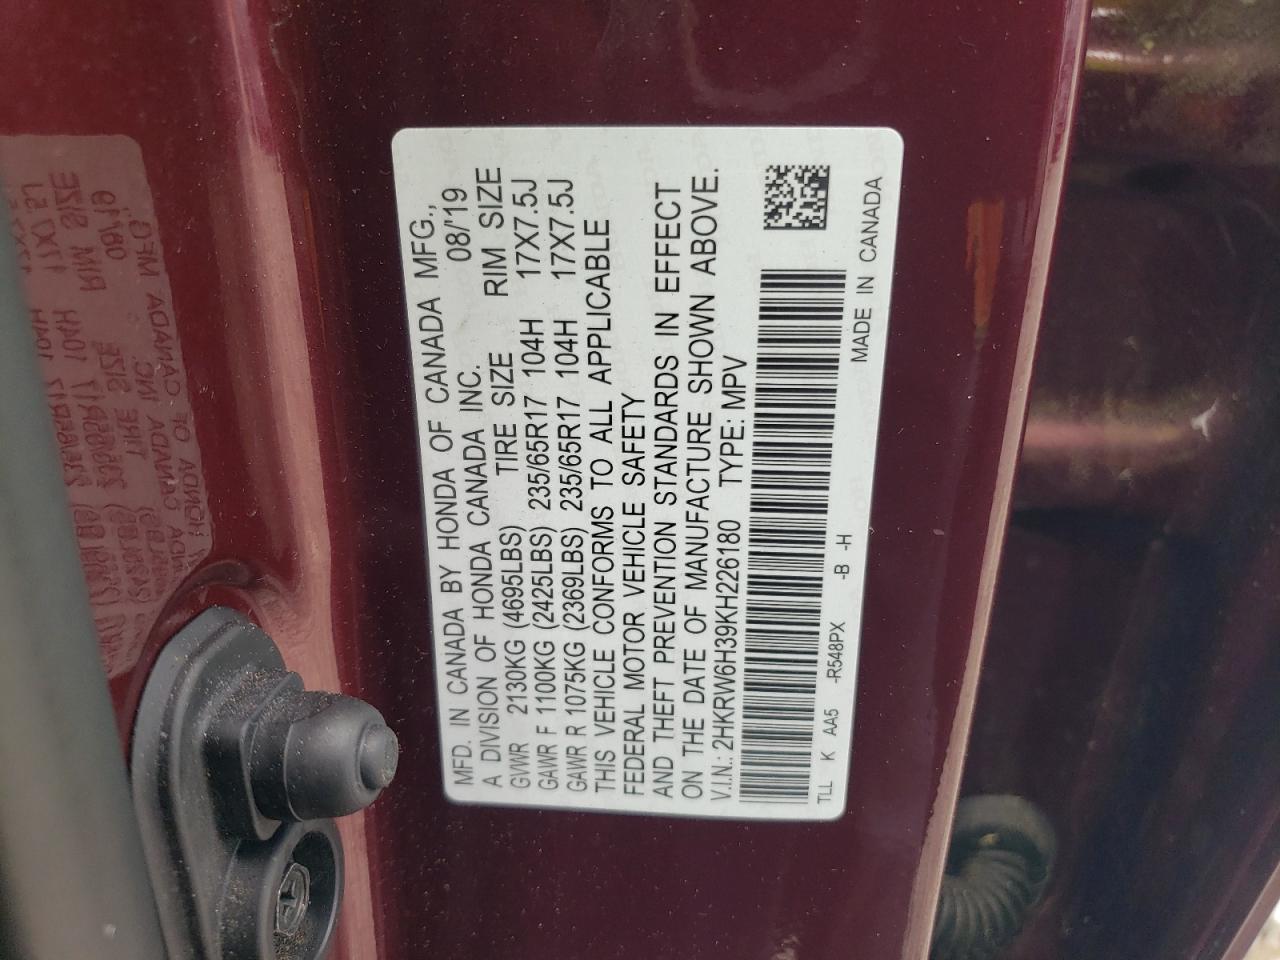 MFD. IN CANADA BY HONDA OF CANADA MFG.,
A DIVISION OF HONDA CANADA INC. 08/'19
GVWR 2130KG (4695LBS) TIRE SIZE RIM SIZE
GAWR F 1100KG (2425LBS) 235/65R17 104H 17X7.5J
GAWR R 1075KG (2369LBS) 235/65R17 104H 17X7.5J
THIS VEHICLE CONFORMS TO ALL APPLICABLE
FEDERAL MOTOR VEHICLE SAFETY
AND THEFT PREVENTION STANDARDS IN EFFECT
ON THE DATE OF MANUFACTURE SHOWN ABOVE.
V.I.N.: 2HKRW6H39KH226180 TYPE: MPV
TLL K AA5 -R548PX -B -H
MADE IN CANADA